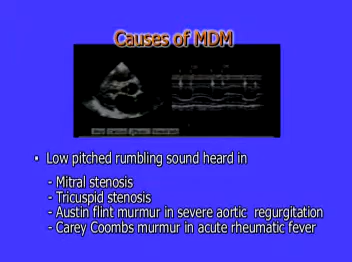 Causes of MDM
• Low pitched rumbling sound heard in
- Mitral stenosis
- Tricuspid stenosis
- Austin flint murmur in severe aortic regurgitation
- Carey Coombs murmur in acute rheumatic fever